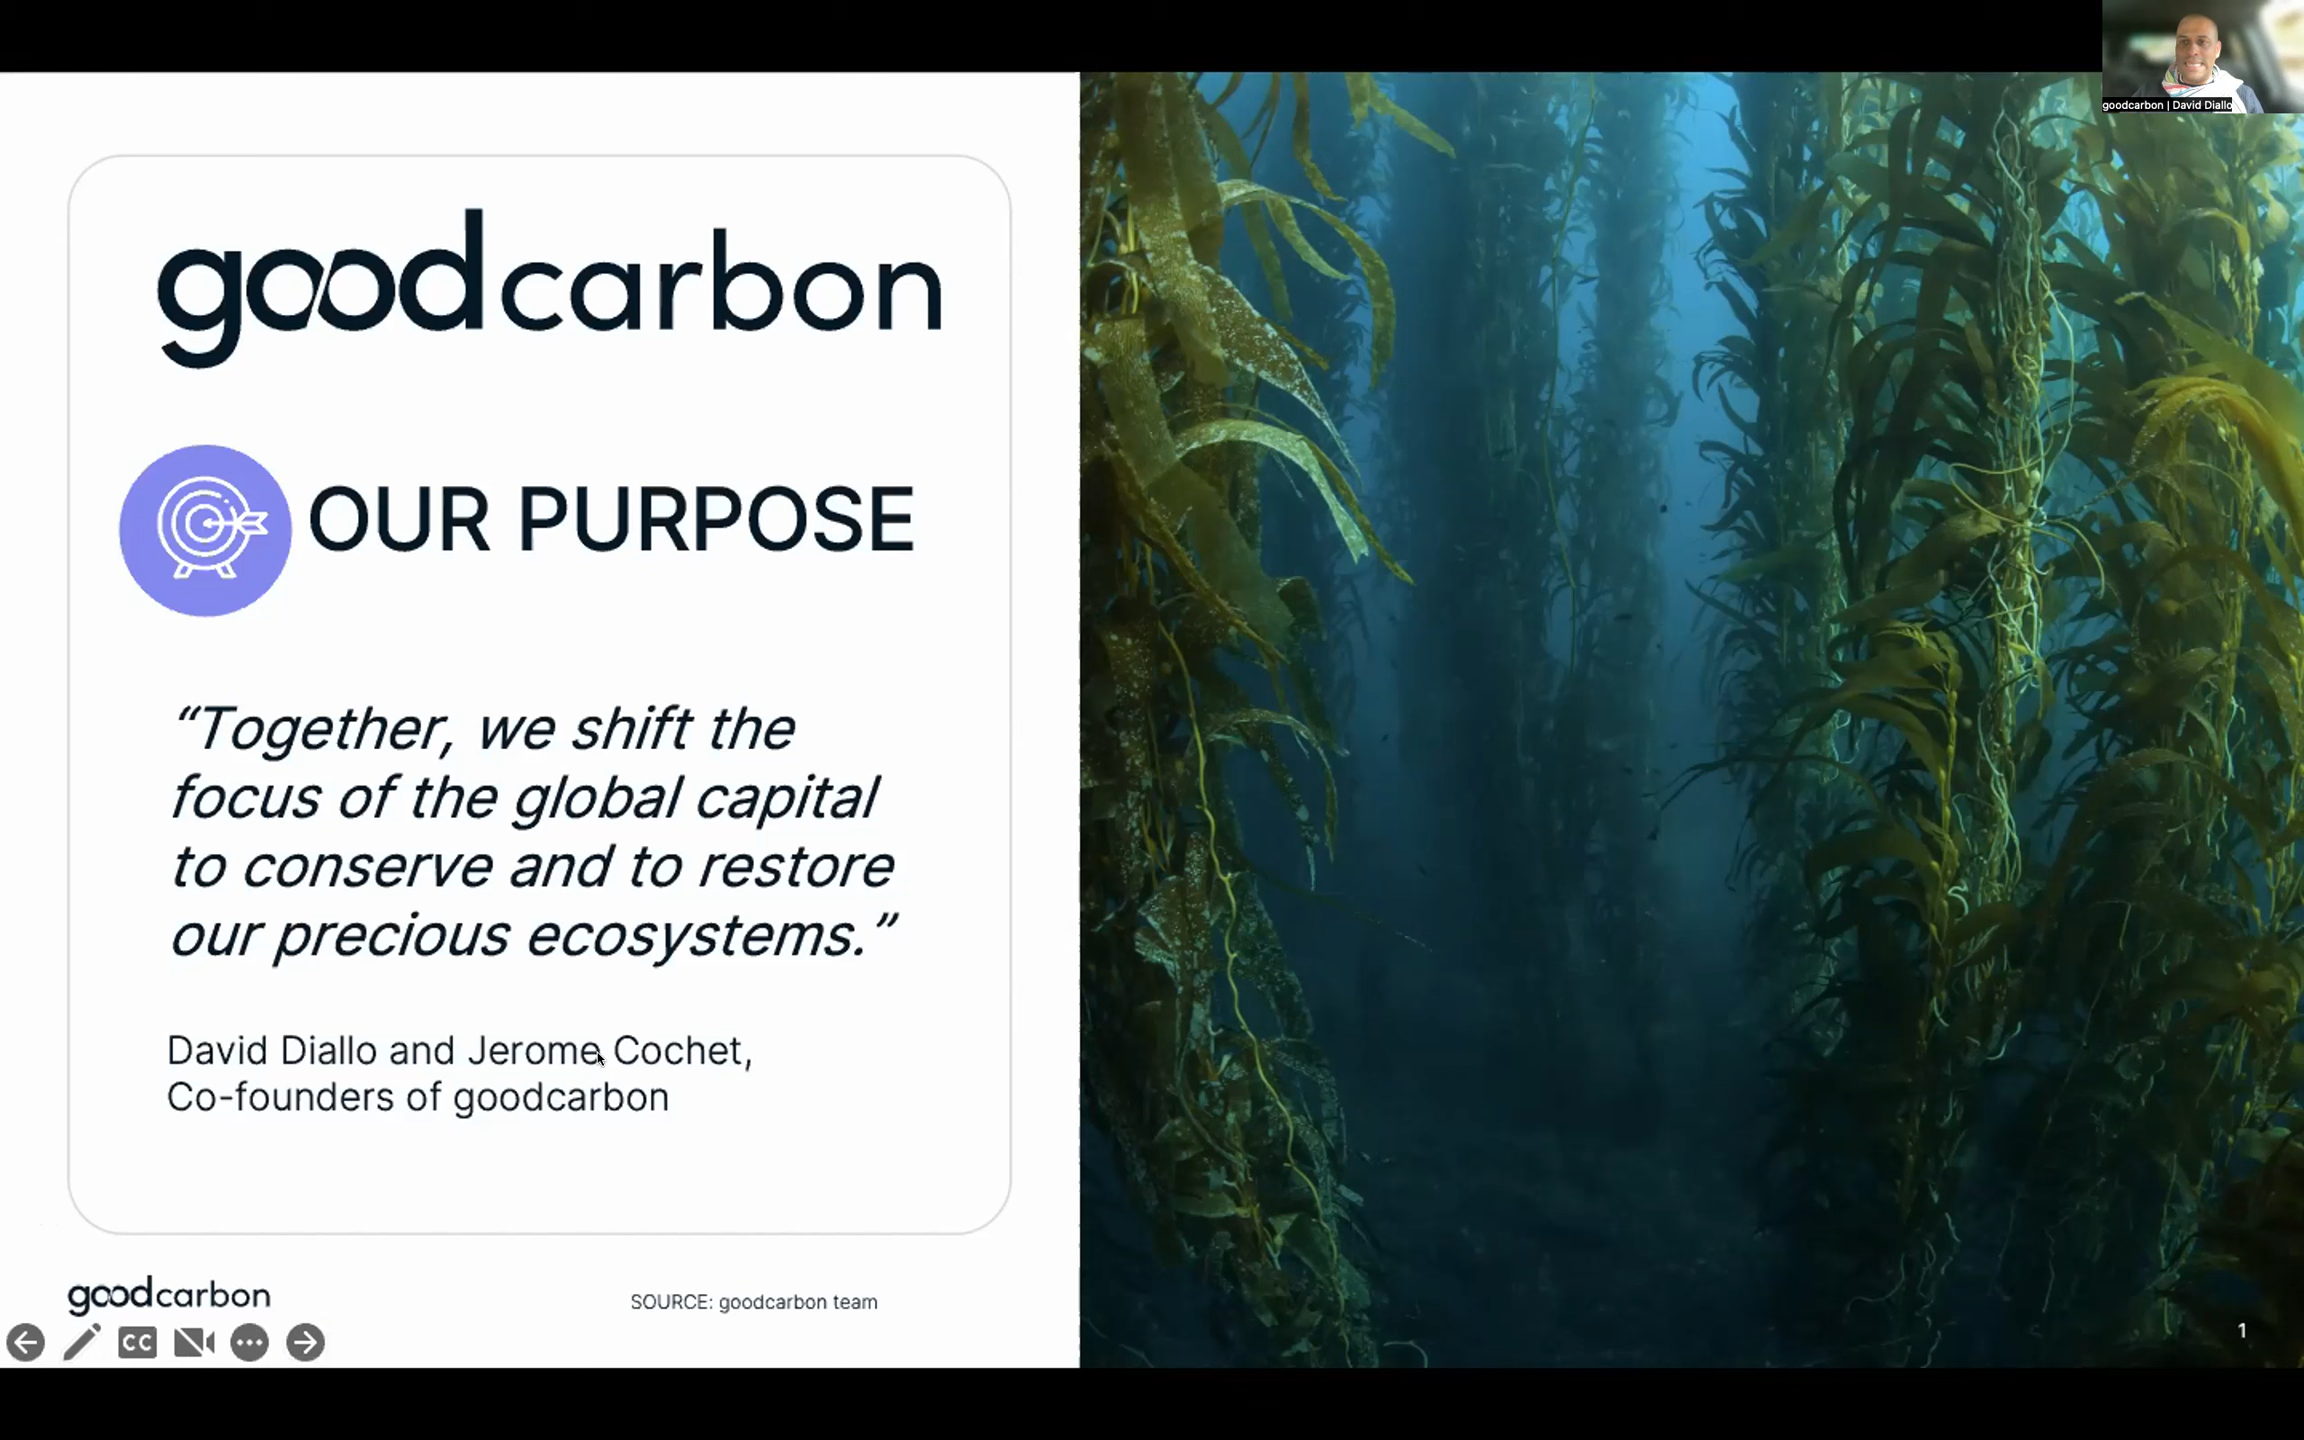 goodcarbon | David Diallo
goodcarbon
OUR PURPOSE
“Together, we shift the
focus of the global capital
to conserve and to restore
our precious ecosystems.”
David Diallo and Jerome Cochet,
Co-founders of goodcarbon
goodcarbon
SOURCE: goodcarbon team
CC
1